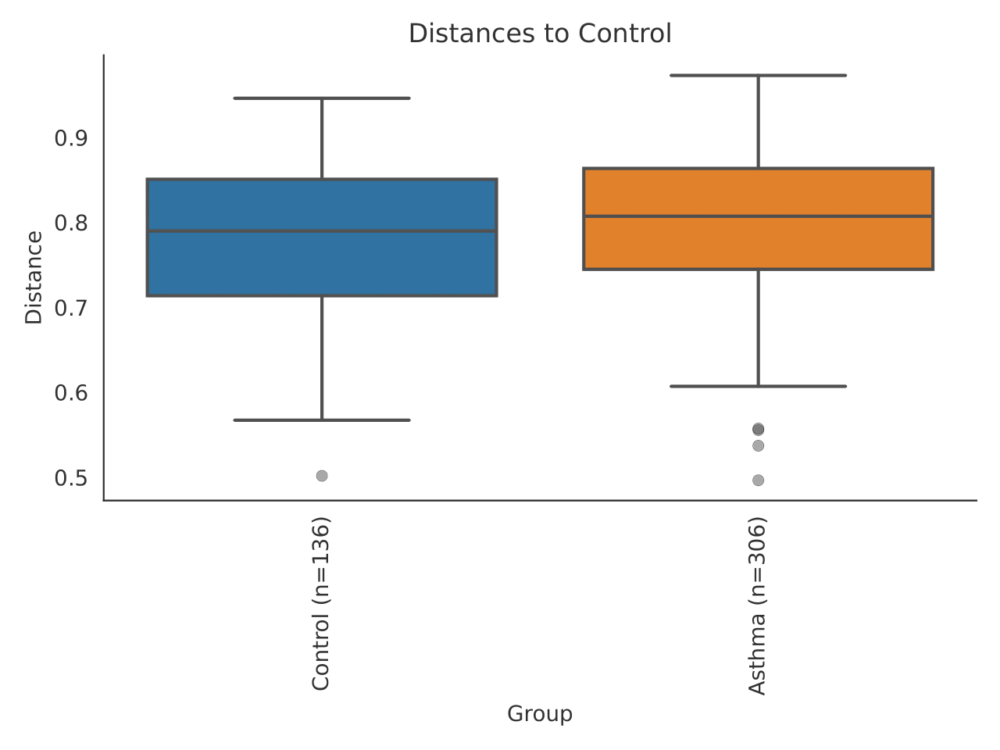 Distances to Control
Distance
0.9
0.8
0.7
0.6
0.5
Control (n=136)
Asthma (n=306)
Group